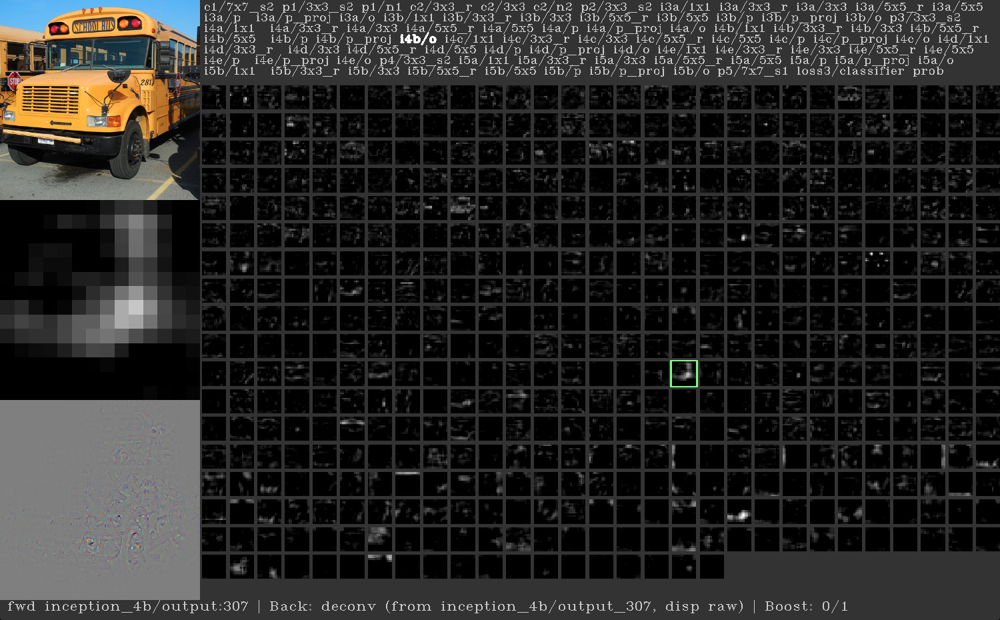 c1/7x7_s2 p1/3x3_s2 p1/n1 c2/3x3_r c2/3x3 c2/n2 p2/3x3_s2 i3a/1x1 i3a/3x3_r i3a/3x3 i3a/5x5_r i3a/5x5
i3a/p i3a/p_proj i3a/o i3b/1x1 i3b/3x3_r i3b/3x3 i3b/5x5_r i3b/5x5 i3b/p i3b/p_proj i3b/o p3/3x3_s2
i4a/1x1 i4a/3x3_r i4a/3x3 i4a/5x5_r i4a/5x5 i4a/p i4a/p_proj i4a/o i4b/1x1 i4b/3x3_r i4b/3x3 i4b/5x5_r
i4b/5x5 i4b/p i4b/p_proj i4b/o i4c/1x1 i4c/3x3_r i4c/3x3 i4c/5x5_r i4c/5x5 i4c/p i4c/p_proj i4c/o i4d/1x1
i4d/3x3_r i4d/3x3 i4d/5x5_r i4d/5x5 i4d/p i4d/p_proj i4d/o i4e/1x1 i4e/3x3_r i4e/3x3 i4e/5x5_r i4e/5x5
i4e/p i4e/p_proj i4e/o p4/3x3_s2 i5a/1x1 i5a/3x3_r i5a/3x3 i5a/5x5_r i5a/5x5 i5a/p i5a/p_proj i5a/o
i5b/1x1 i5b/3x3_r i5b/3x3 i5b/5x5_r i5b/5x5 i5b/p i5b/p_proj i5b/o p5/7x7_s1 loss3/classifier prob
SCHOOL BUS
STOP
281
fwd inception_4b/output:307 | Back: deconv (from inception_4b/output_307, disp raw) | Boost: 0/1